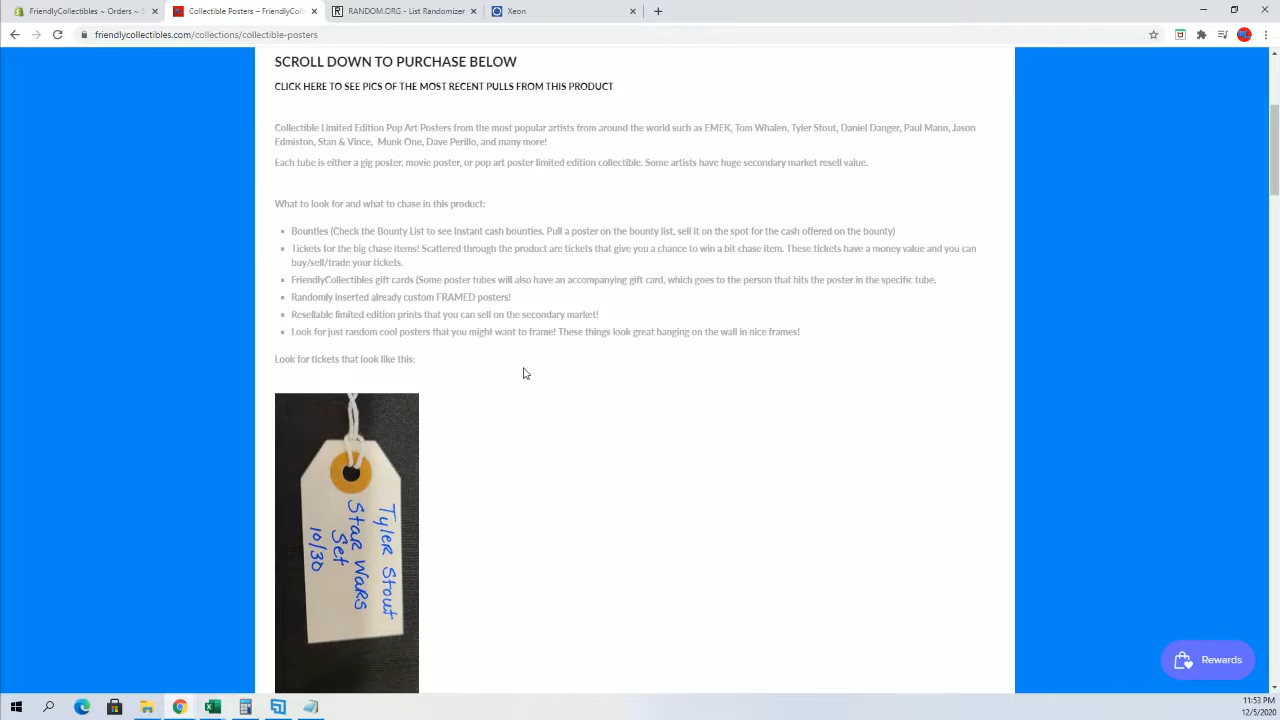 FriendlyCollectibles ~ Orders ~ S
Collectible Posters – FriendlyColl
RANDOM.ORG - List Randomizer
Xeon
friendlycollectibles.com/collections/collectible-posters
SCROLL DOWN TO PURCHASE BELOW
CLICK HERE TO SEE PICS OF THE MOST RECENT PULLS FROM THIS PRODUCT
Collectible Limited Edition Pop Art Posters from the most popular artists from around the world such as EMEK, Tom Whalen, Tyler Stout, Daniel Danger, Paul Mann, Jason
Edmiston, Stan & Vince, Munk One, Dave Perillo, and many more!
Each tube is either a gig poster, movie poster, or pop art poster limited edition collectible. Some artists have huge secondary market resell value.
What to look for and what to chase in this product:
Bounties (Check the Bounty List to see Instant cash bounties. Pull a poster on the bounty list, sell it on the spot for the cash offered on the bounty)
Tickets for the big chase items! Scattered through the product are tickets that give you a chance to win a bit chase item. These tickets have a money value and you can
buy/sell/trade your tickets.
FriendlyCollectibles gift cards (Some poster tubes will also have an accompanying gift card, which goes to the person that hits the poster in the specific tube.
Randomly inserted already custom FRAMED posters!
Resellable limited edition prints that you can sell on the secondary market!
Look for just random cool posters that you might want to frame! These things look great hanging on the wall in nice frames!
Look for tickets that look like this:
Tyler Stout
Star Wars
Set
10/30
Rewards
11:53 PM
12/5/2020